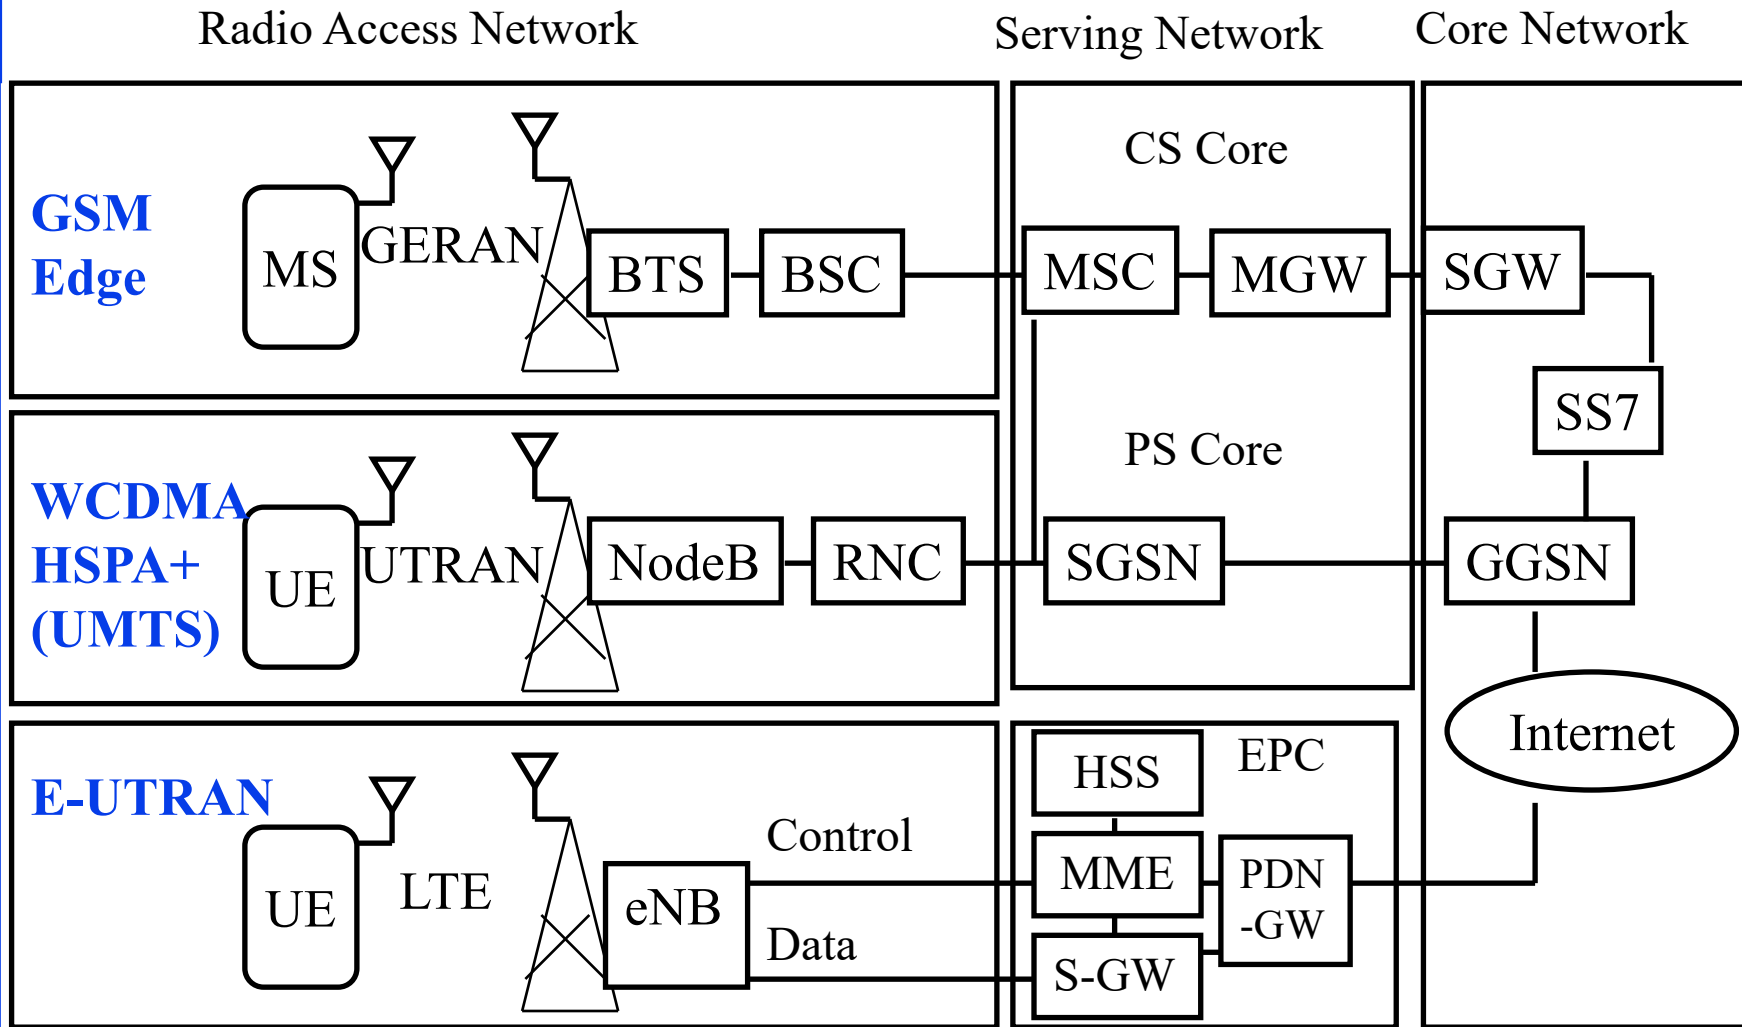 Radio Access Network
Serving Network
Core Network
GSM
Edge
MS
GERAN
BTS
BSC
CS Core
MSC
MGW
SGW
SS7
WCDMA
HSPA+
(UMTS)
UE
UTRAN
NodeB
RNC
PS Core
SGSN
GGSN
Internet
E-UTRAN
UE
LTE
eNB
Control
Data
HSS
EPC
MME
S-GW
PDN
-GW